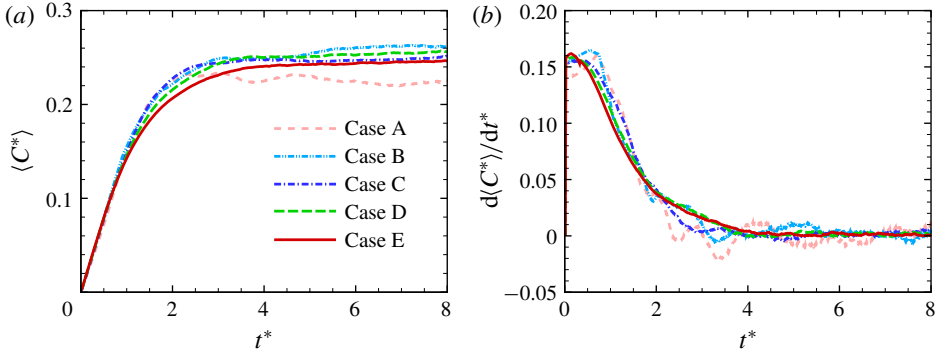 (a)
0.3
0.2
0.1
0
2
4
6
8
⟨C*⟩
t*
Case A
Case B
Case C
Case D
Case E
(b)
0.20
0.15
0.10
0.05
0
−0.05
0
2
4
6
8
d⟨C*⟩/dt*
t*